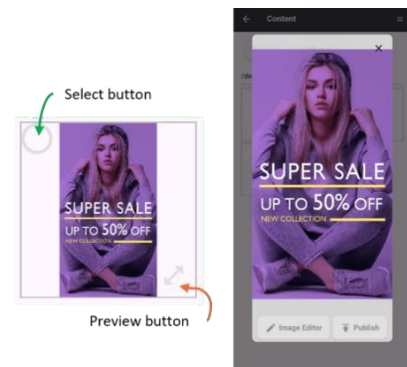 Select button
SUPER SALE
UP TO 50% OFF
NEW COLLECTION
Preview button
Content
/de
SUPER SALE
UP TO 50% OFF
NEW COLLECTION
Image Editor
Publish